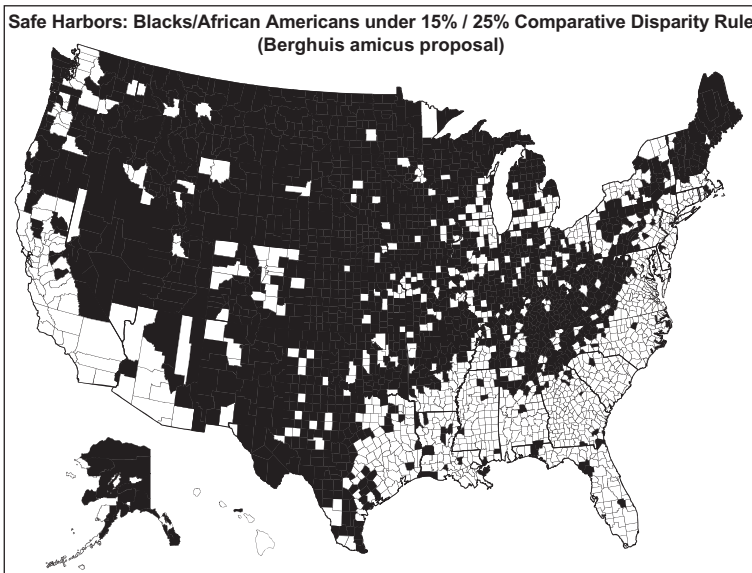 Safe Harbors: Blacks/African Americans under 15% / 25% Comparative Disparity Rule
(Berghuis amicus proposal)